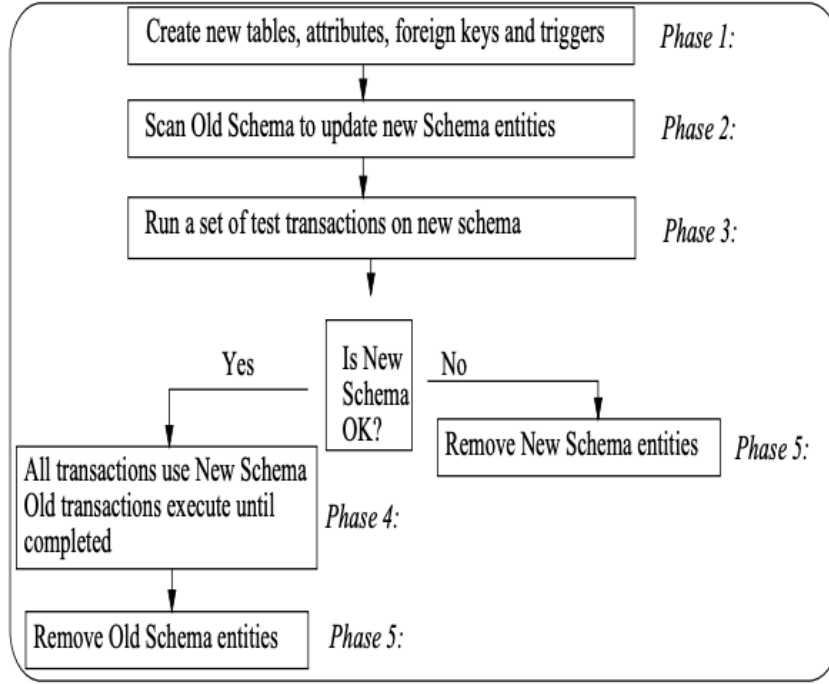 Create new tables, attributes, foreign keys and triggers
Phase 1:
Scan Old Schema to update new Schema entities
Phase 2:
Run a set of test transactions on new schema
Phase 3:
Is New
Schema
OK?
Yes
No
Remove New Schema entities
Phase 5:
All transactions use New Schema
Old transactions execute until
completed
Phase 4:
Remove Old Schema entities
Phase 5: